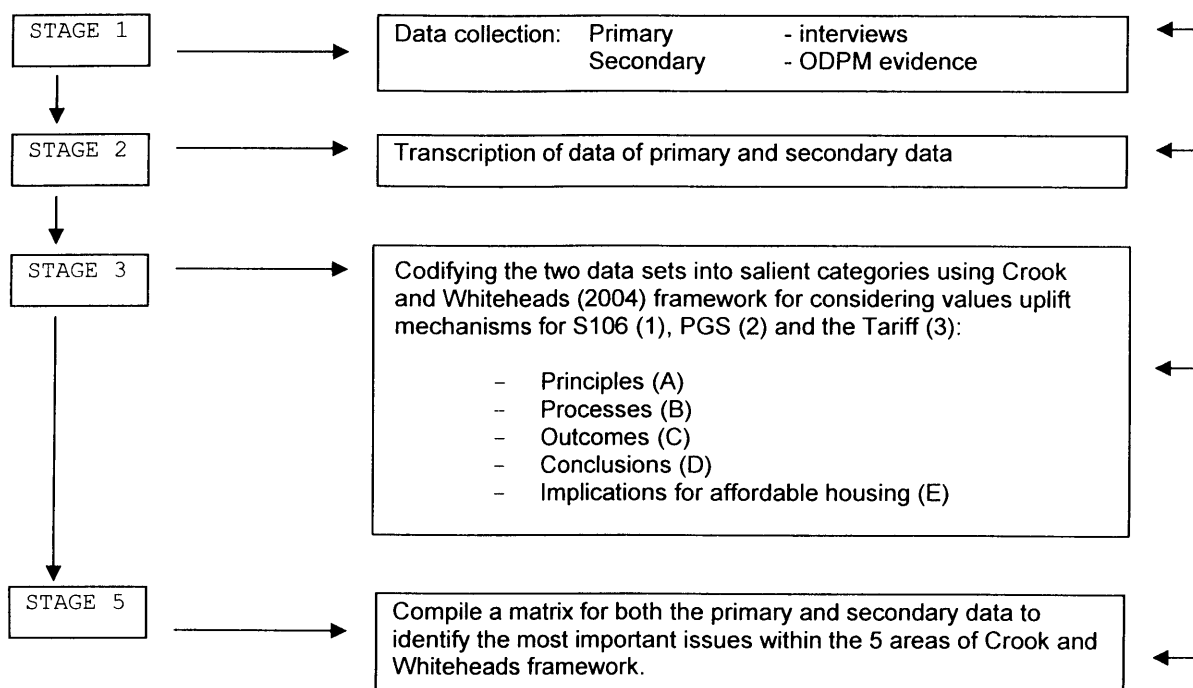 STAGE 1
Data collection: Primary - interviews
Secondary - ODPM evidence
STAGE 2
Transcription of data of primary and secondary data
STAGE 3
Codifying the two data sets into salient categories using Crook
and Whiteheads (2004) framework for considering values uplift
mechanisms for S106 (1), PGS (2) and the Tariff (3):
– Principles (A)
– Processes (B)
– Outcomes (C)
– Conclusions (D)
– Implications for affordable housing (E)
STAGE 5
Compile a matrix for both the primary and secondary data to
identify the most important issues within the 5 areas of Crook and
Whiteheads framework.